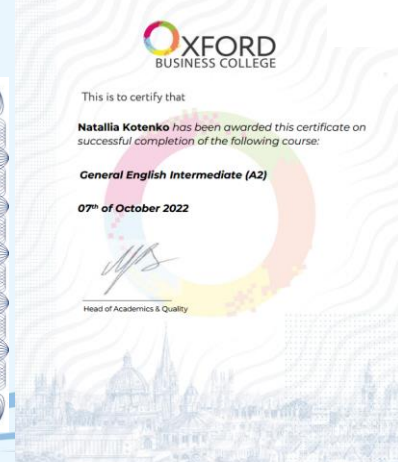 OXFORD
BUSINESS COLLEGE
This is to certify that
Natallia Kotenko has been awarded this certificate on
successful completion of the following course:
General English Intermediate (A2)
07th of October 2022
Head of Academics & Quality